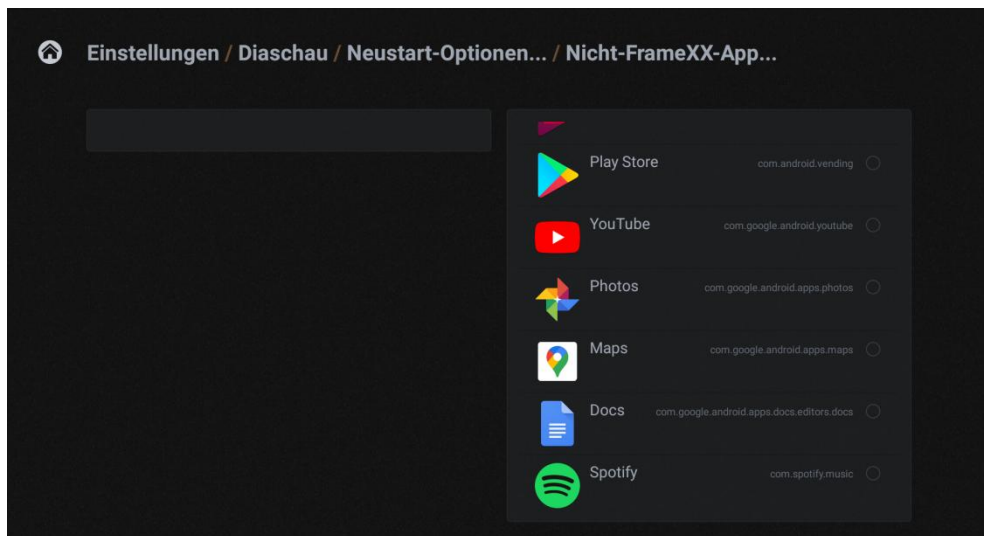 Einstellungen / Diaschau / Neustart-Optionen... / Nicht-FrameXX-App...
Play Store com.android.vending
YouTube com.google.android.youtube
Photos com.google.android.apps.photos
Maps com.google.android.apps.maps
Docs com.google.android.apps.docs.editors.docs
Spotify com.spotify.music